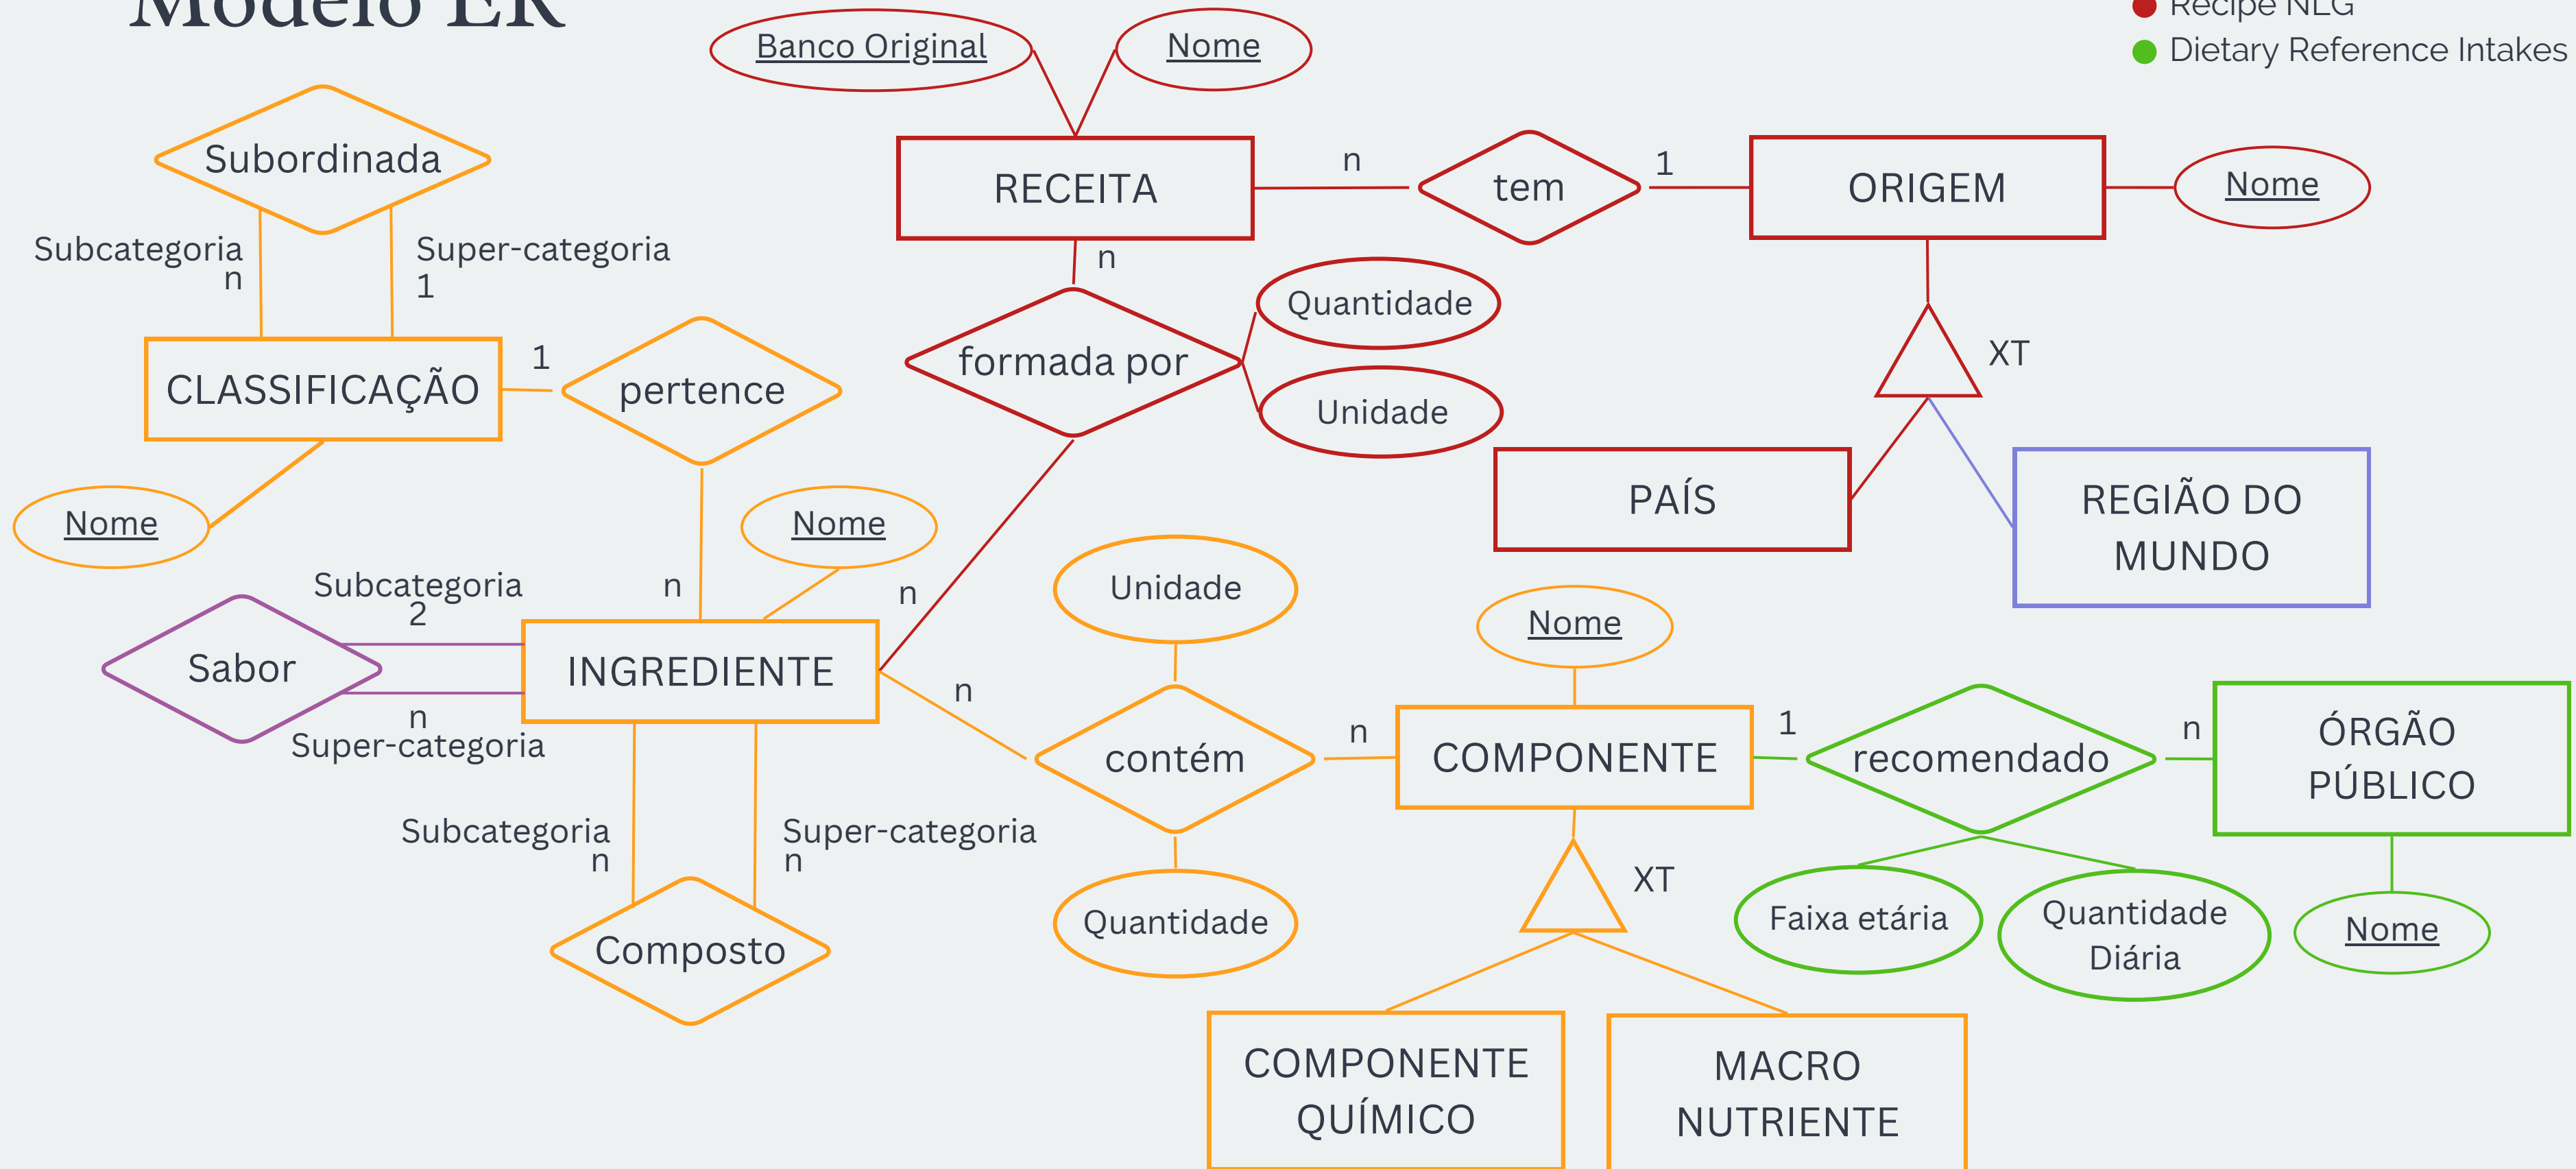 Modelo ER
Recipe NLG
Dietary Reference Intakes
Banco Original
Nome
Subordinada
RECEITA
n
tem
1
ORIGEM
Nome
Subcategoria
n
Super-categoria
1
n
Quantidade
formada por
Unidade
XT
CLASSIFICAÇÃO
1
pertence
PAÍS
REGIÃO DO
MUNDO
Nome
Nome
n
n
Subcategoria
2
Sabor
n
Super-categoria
INGREDIENTE
n
Unidade
Nome
contém
n
COMPONENTE
1
recomendado
n
ÓRGÃO
PÚBLICO
Subcategoria
n
Super-categoria
n
Composto
Quantidade
XT
Faixa etária
Quantidade
Diária
Nome
COMPONENTE
QUÍMICO
MACRO
NUTRIENTE